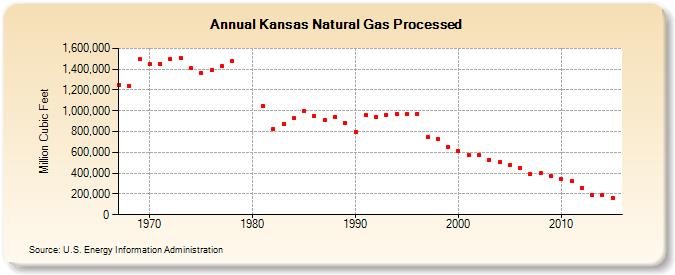 Annual Kansas Natural Gas Processed
Million Cubic Feet
1,600,000
1,400,000
1,200,000
1,000,000
800,000
600,000
400,000
200,000
0
1970 1980 1990 2000 2010
Source: U.S. Energy Information Administration